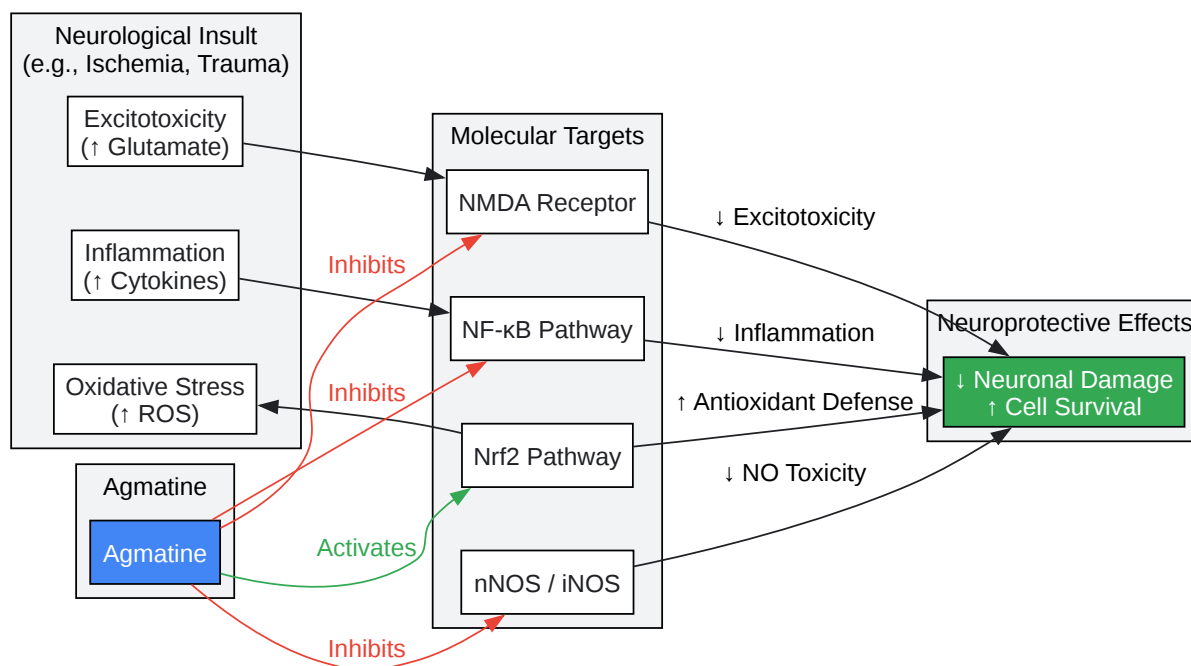 Neurological Insult
(e.g., Ischemia, Trauma)
Excitotoxicity
(↑ Glutamate)
Inflammation
(↑ Cytokines)
Oxidative Stress
(↑ ROS)
Agmatine
Agmatine
Inhibits
Inhibits
Activates
Inhibits
Molecular Targets
NMDA Receptor
NF-κB Pathway
Nrf2 Pathway
nNOS / iNOS
↓ Excitotoxicity
↓ Inflammation
↑ Antioxidant Defense
↓ NO Toxicity
Neuroprotective Effects
↓ Neuronal Damage
↑ Cell Survival